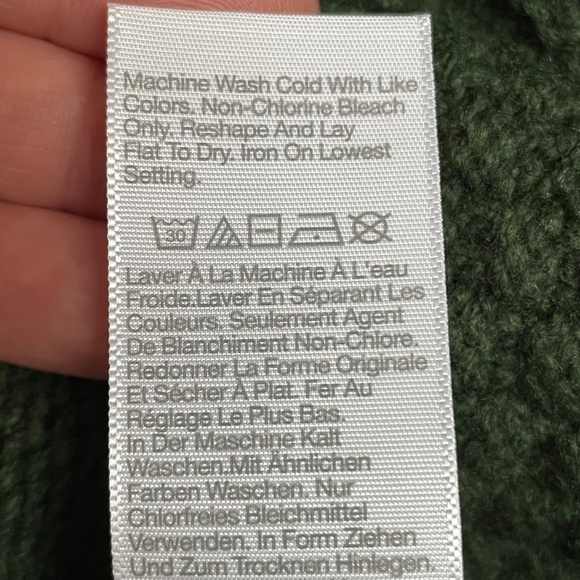 Machine Wash Cold With Like
Colors. Non-Chlorine Bleach
Only. Reshape And Lay
Flat To Dry. Iron On Lowest
Setting.
30
Laver À La Machine À L'eau
Froide.Laver En Séparant Les
Couleurs. Seulement Agent
De Blanchiment Non-Chlore.
Redonner La Forme Originale
Et Sécher À Plat. Fer Au
Réglage Le Plus Bas.
In Der Maschine Kalt
Waschen.Mit Ähnlichen
Farben Waschen. Nur
Chlorfreies Bleichmittel
Verwenden. In Form Ziehen
Und Zum Trocknen Hinlegen.